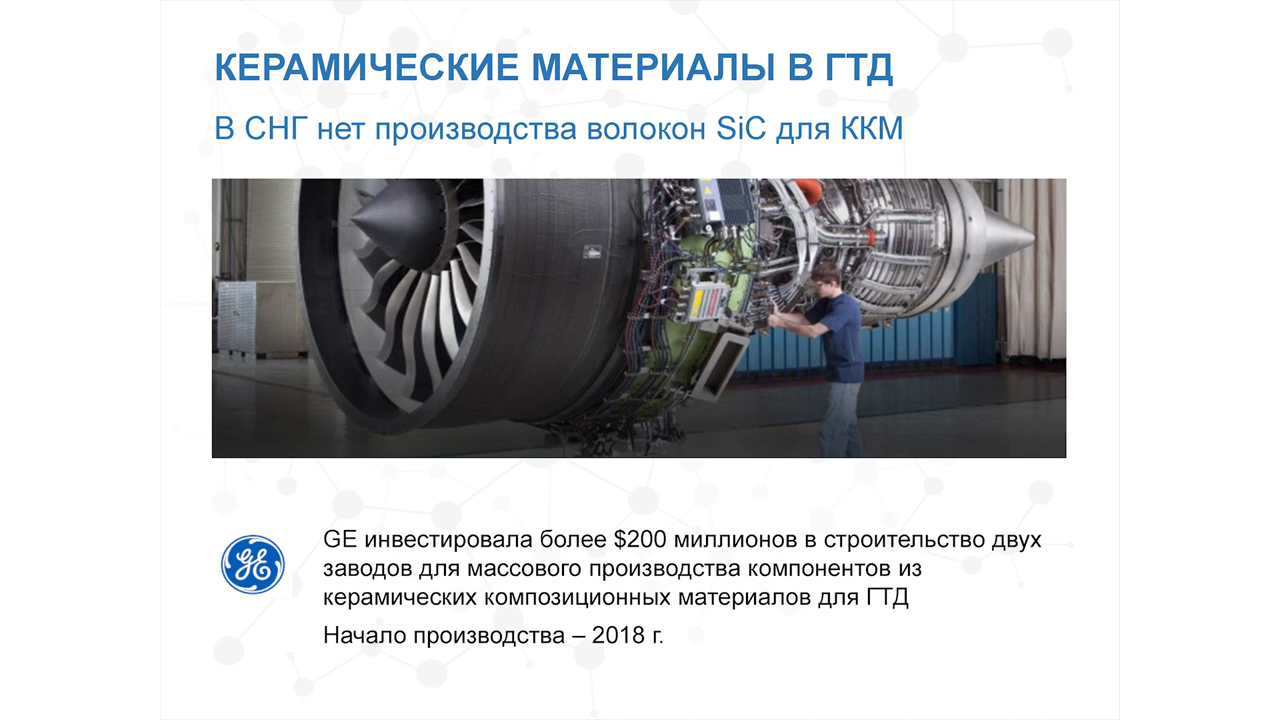 КЕРАМИЧЕСКИЕ МАТЕРИАЛЫ В ГТД
В СНГ нет производства волокон SiC для ККМ
GE
GE инвестировала более $200 миллионов в строительство двух
заводов для массового производства компонентов из
керамических композиционных материалов для ГТД
Начало производства – 2018 г.